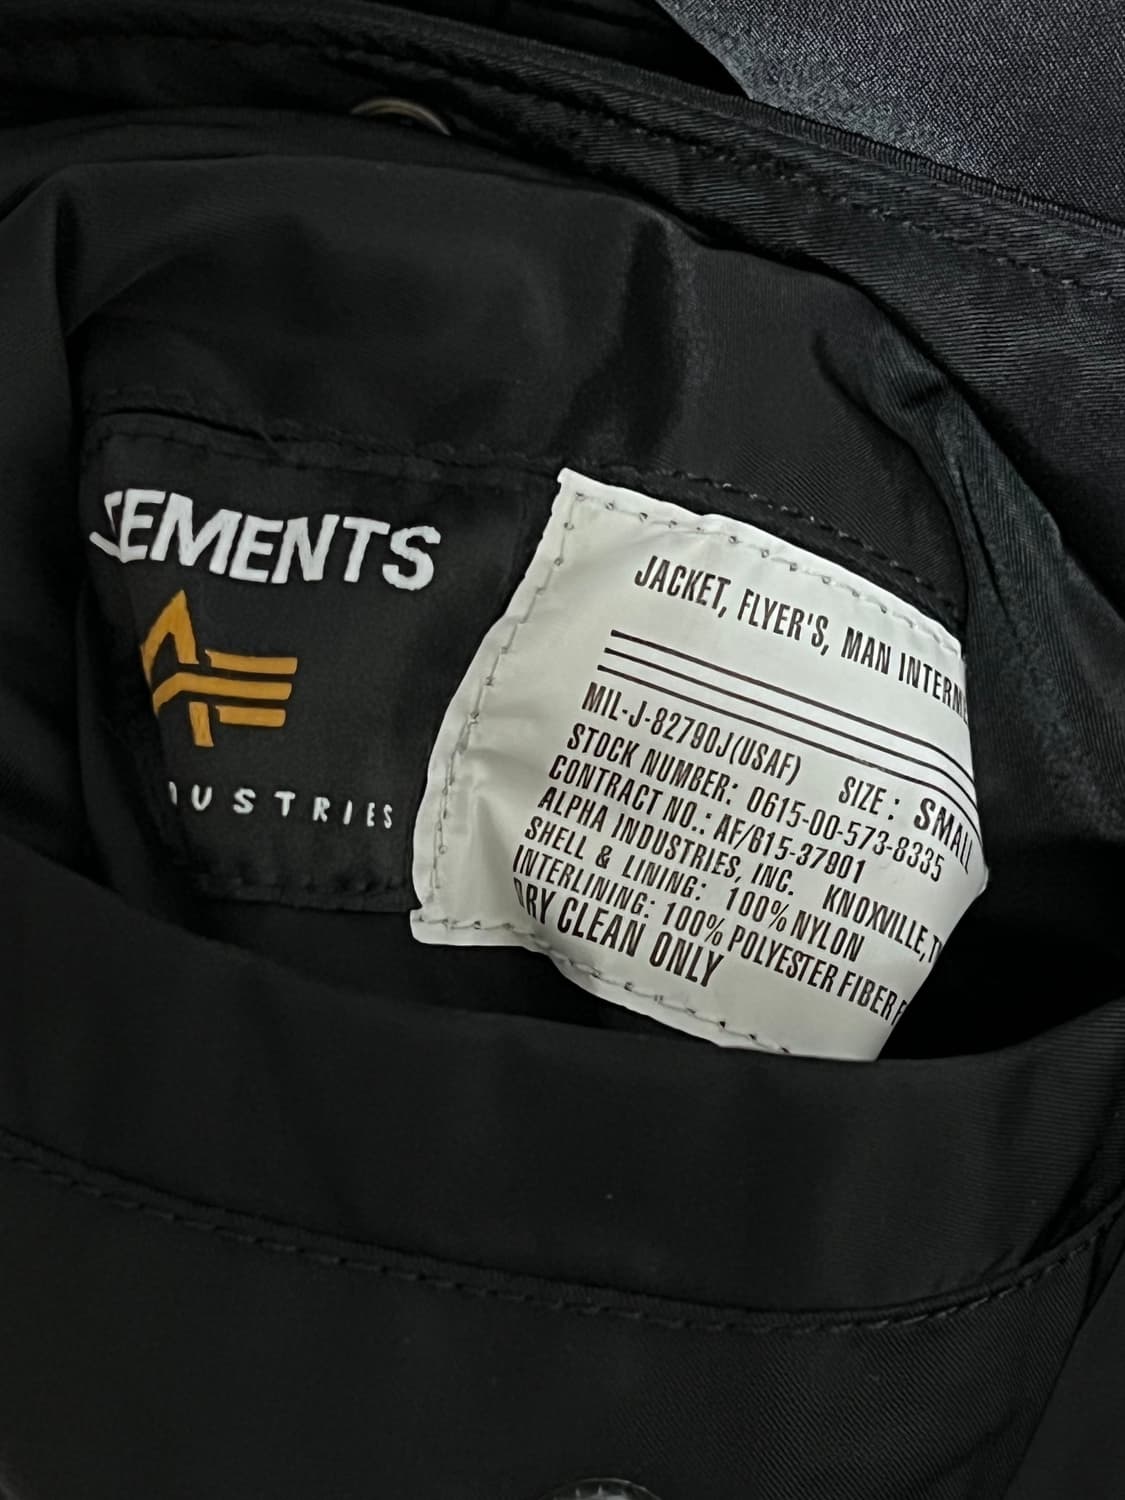 SEMENTS
USTRIES
JACKET, FLYER'S, MAN INTERM
MIL-J-82790J(USAF) SIZE: SMALL
STOCK NUMBER: 0615-00-573-8335
CONTRACT NO.: AF/615-37901
ALPHA INDUSTRIES, INC. KNOXVILLE, T
SHELL & LINING: 100% NYLON
INTERLINING: 100% POLYESTER FIBER F
DRY CLEAN ONLY